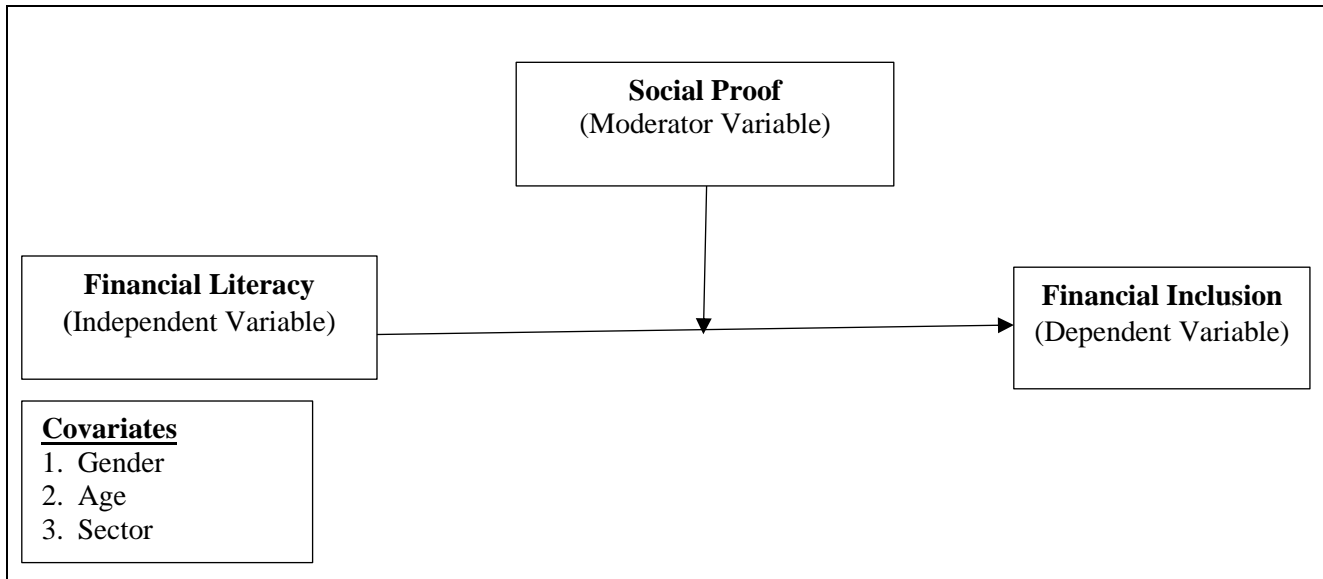 Social Proof
(Moderator Variable)
Financial Literacy
(Independent Variable)
Financial Inclusion
(Dependent Variable)
Covariates
1. Gender
2. Age
3. Sector